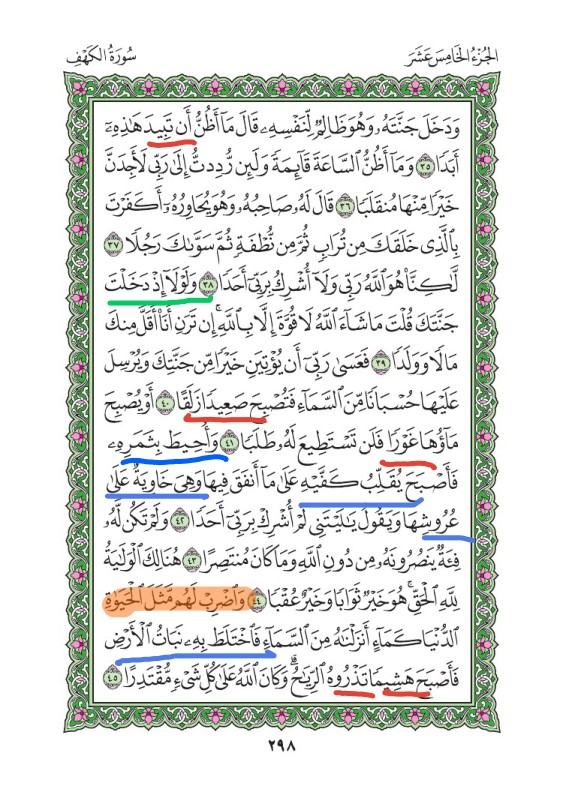 الجُزْءُ الخَامِسَ عَشَرَ
سُورَةُ الكَهْفِ
وَدَخَلَ جَنَّتَهُۥ وَهُوَ ظَالِمٌ لِّنَفْسِهِۦ قَالَ مَآ أَظُنُّ أَن تَبِيدَ هَٰذِهِۦٓ
أَبَدًا ٣٥ وَمَآ أَظُنُّ ٱلسَّاعَةَ قَآئِمَةً وَلَئِن رُّدِدتُّ إِلَىٰ رَبِّى لَأَجِدَنَّ
خَيْرًا مِّنْهَا مُنقَلَبًا ٣٦ قَالَ لَهُۥ صَاحِبُهُۥ وَهُوَ يُحَاوِرُهُۥٓ أَكَفَرْتَ
بِٱلَّذِى خَلَقَكَ مِن تُرَابٍ ثُمَّ مِن نُّطْفَةٍ ثُمَّ سَوَّىٰكَ رَجُلًا ٣٧
لَّٰكِنَّا۠ هُوَ ٱللَّهُ رَبِّى وَلَآ أُشْرِكُ بِرَبِّىٓ أَحَدًا ٣٨ وَلَوْلَآ إِذْ دَخَلْتَ
جَنَّتَكَ قُلْتَ مَا شَآءَ ٱللَّهُ لَا قُوَّةَ إِلَّا بِٱللَّهِ ۚ إِن تَرَنِ أَنَا۠ أَقَلَّ مِنكَ
مَالًا وَوَلَدًا ٣٩ فَعَسَىٰ رَبِّىٓ أَن يُؤْتِيَنِ خَيْرًا مِّن جَنَّتِكَ وَيُرْسِلَ
عَلَيْهَا حُسْبَانًا مِّنَ ٱلسَّمَآءِ فَتُصْبِحَ صَعِيدًا زَلَقًا ٤٠ أَوْ يُصْبِحَ
مَآؤُهَا غَوْرًا فَلَن تَسْتَطِيعَ لَهُۥ طَلَبًا ٤١ وَأُحِيطَ بِثَمَرِهِۦ
فَأَصْبَحَ يُقَلِّبُ كَفَّيْهِ عَلَىٰ مَآ أَنفَقَ فِيهَا وَهِىَ خَاوِيَةٌ عَلَىٰ
عُرُوشِهَا وَيَقُولُ يَٰلَيْتَنِى لَمْ أُشْرِكْ بِرَبِّىٓ أَحَدًا ٤٢ وَلَمْ تَكُن لَّهُۥ
فِئَةٌ يَنصُرُونَهُۥ مِن دُونِ ٱللَّهِ وَمَا كَانَ مُنتَصِرًا ٤٣ هُنَالِكَ ٱلْوَلَٰيَةُ
لِلَّهِ ٱلْحَقِّ ۚ هُوَ خَيْرٌ ثَوَابًا وَخَيْرٌ عُقْبًا ٤٤ وَٱضْرِبْ لَهُم مَّثَلَ ٱلْحَيَوٰةِ
ٱلدُّنْيَا كَمَآءٍ أَنزَلْنَٰهُ مِنَ ٱلسَّمَآءِ فَٱخْتَلَطَ بِهِۦ نَبَاتُ ٱلْأَرْضِ
فَأَصْبَحَ هَشِيمًا تَذْرُوهُ ٱلرِّيَٰحُ ۗ وَكَانَ ٱللَّهُ عَلَىٰ كُلِّ شَىْءٍ مُّقْتَدِرًا ٤٥
٢٩٨